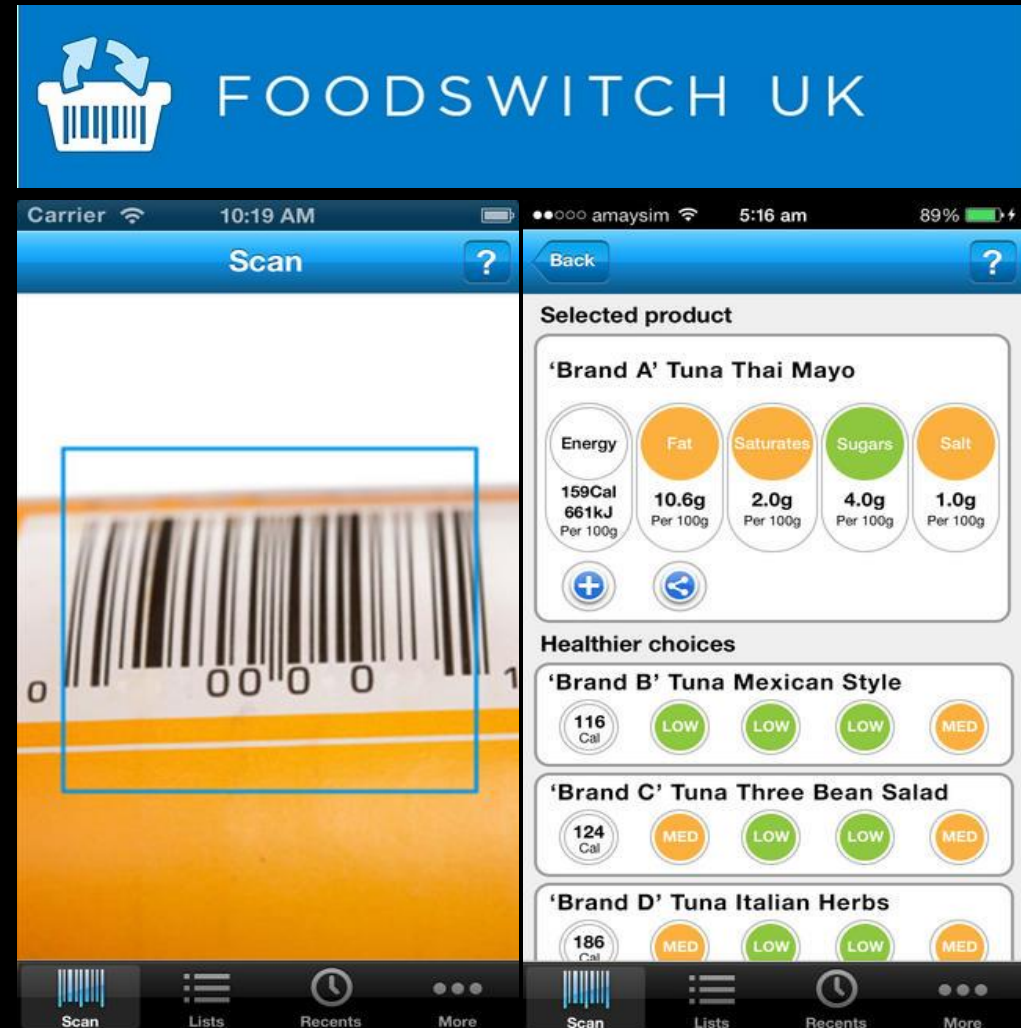 FOODSWITCH UK
Carrier 10:19 AM
Scan ?
0 00 0 0 1
Scan Lists Recents More
amaysim 5:16 am 89%
Back ?
Selected product
‘Brand A’ Tuna Thai Mayo
Energy Fat Saturates Sugars Salt
159Cal 10.6g 2.0g 4.0g 1.0g
661kJ Per 100g Per 100g Per 100g Per 100g
Per 100g
Healthier choices
‘Brand B’ Tuna Mexican Style
116 LOW LOW LOW MED
Cal
‘Brand C’ Tuna Three Bean Salad
124 MED LOW LOW MED
Cal
‘Brand D’ Tuna Italian Herbs
186 MED LOW LOW MED
Cal
Scan Lists Recents More